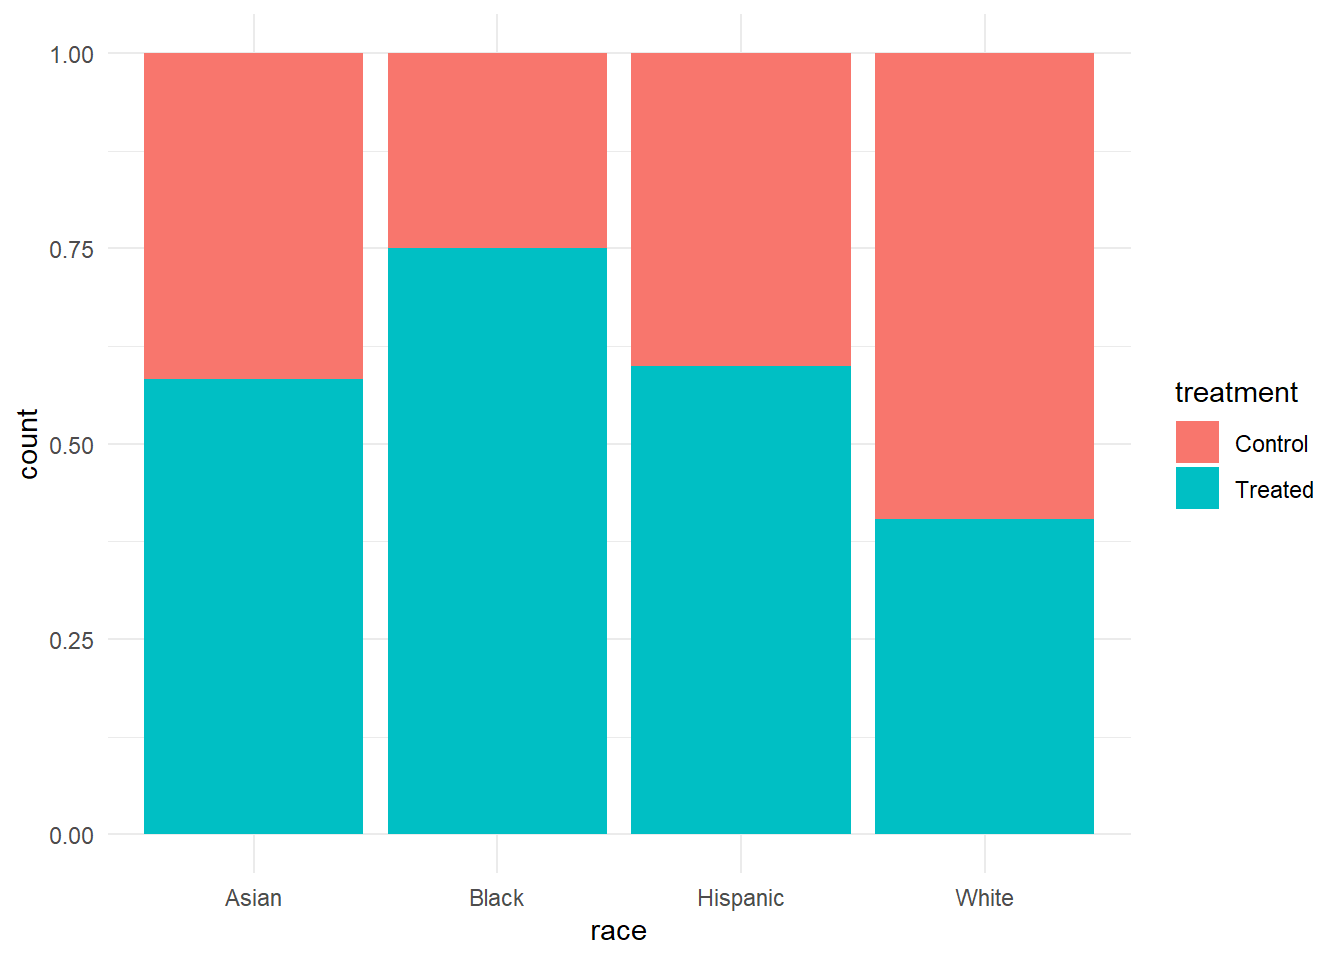 1.00
0.75
0.50
0.25
0.00
count
Asian Black Hispanic White
race
treatment
Control
Treated